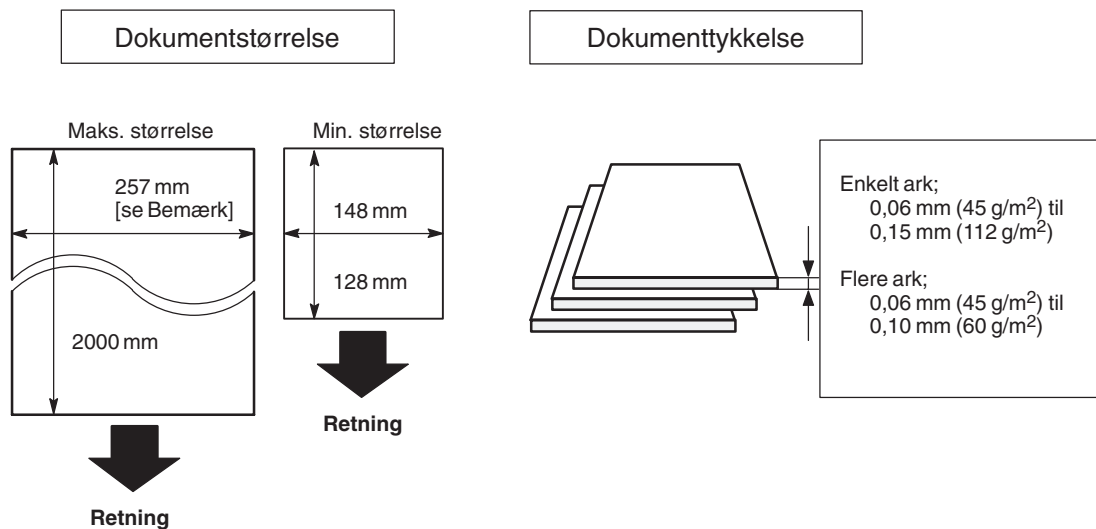 Dokumentstørrelse
Maks. størrelse
257 mm
[se Bemærk]
2000 mm
Retning
Min. størrelse
148 mm
128 mm
Retning
Dokumenttykkelse
Enkelt ark;
0,06 mm (45 g/m²) til
0,15 mm (112 g/m²)
Flere ark;
0,06 mm (45 g/m²) til
0,10 mm (60 g/m²)